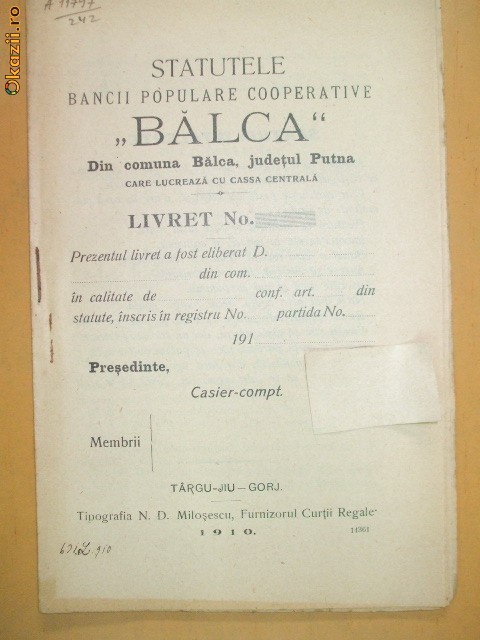 Okazii.ro
A 11797
242
STATUTELE
BANCII POPULARE COOPERATIVE
„BĂLCA“
Din comuna Bălca, județul Putna
CARE LUCREAZĂ CU CASSA CENTRALĂ
LIVRET No.
Prezentul livret a fost eliberat D.
din com.
în calitate de conf. art. din
statute, înscris în registru No. partida No.
191
Președinte,
Casier-compt.
Membrii
TÂRGU-JIU — GORJ.
Tipografia N. D. Miloșescu, Furnizorul Curții Regale
1910.